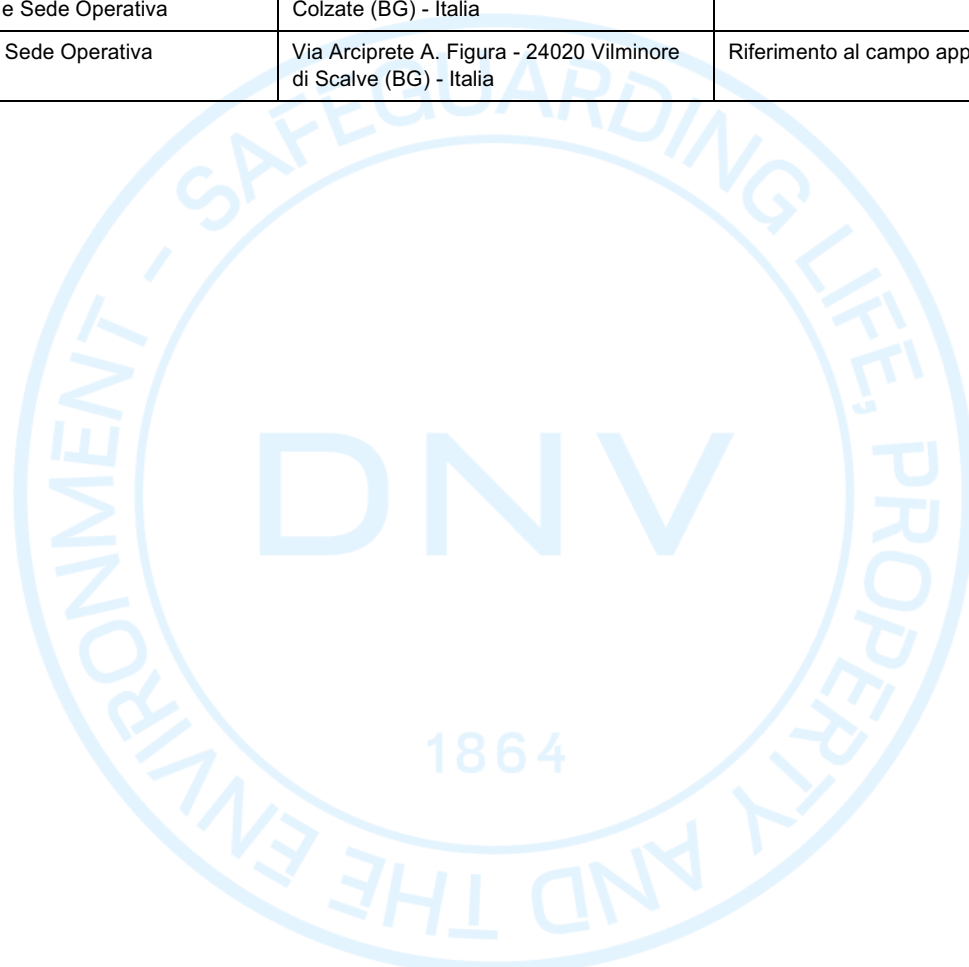 e Sede Operativa
Colzate (BG) - Italia
Sede Operativa
Via Arciprete A. Figura - 24020 Vilminore
di Scalve (BG) - Italia
Riferimento al campo app
SAFEGUARDING LIFE, PROPERTY AND THE ENVIRONMENT -
DNV
1864